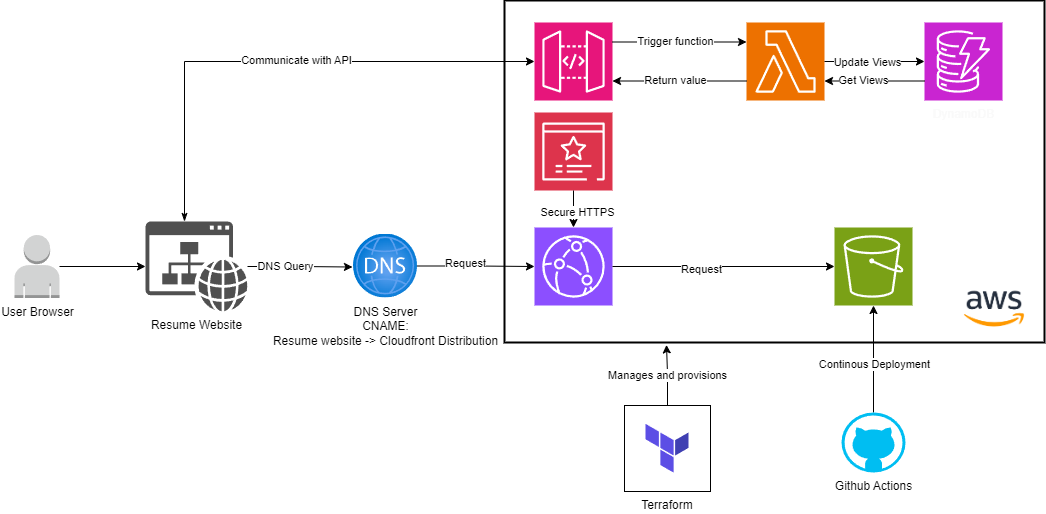 Trigger function
Communicate with API
Update Views
Return value
Get Views
DynamoDB
Secure HTTPS
DNS
DNS Query
Request
Request
User Browser
Resume Website
DNS Server
CNAME:
Resume website -> Cloudfront Distribution
aws
Continous Deployment
Manages and provisions
Github Actions
Terraform